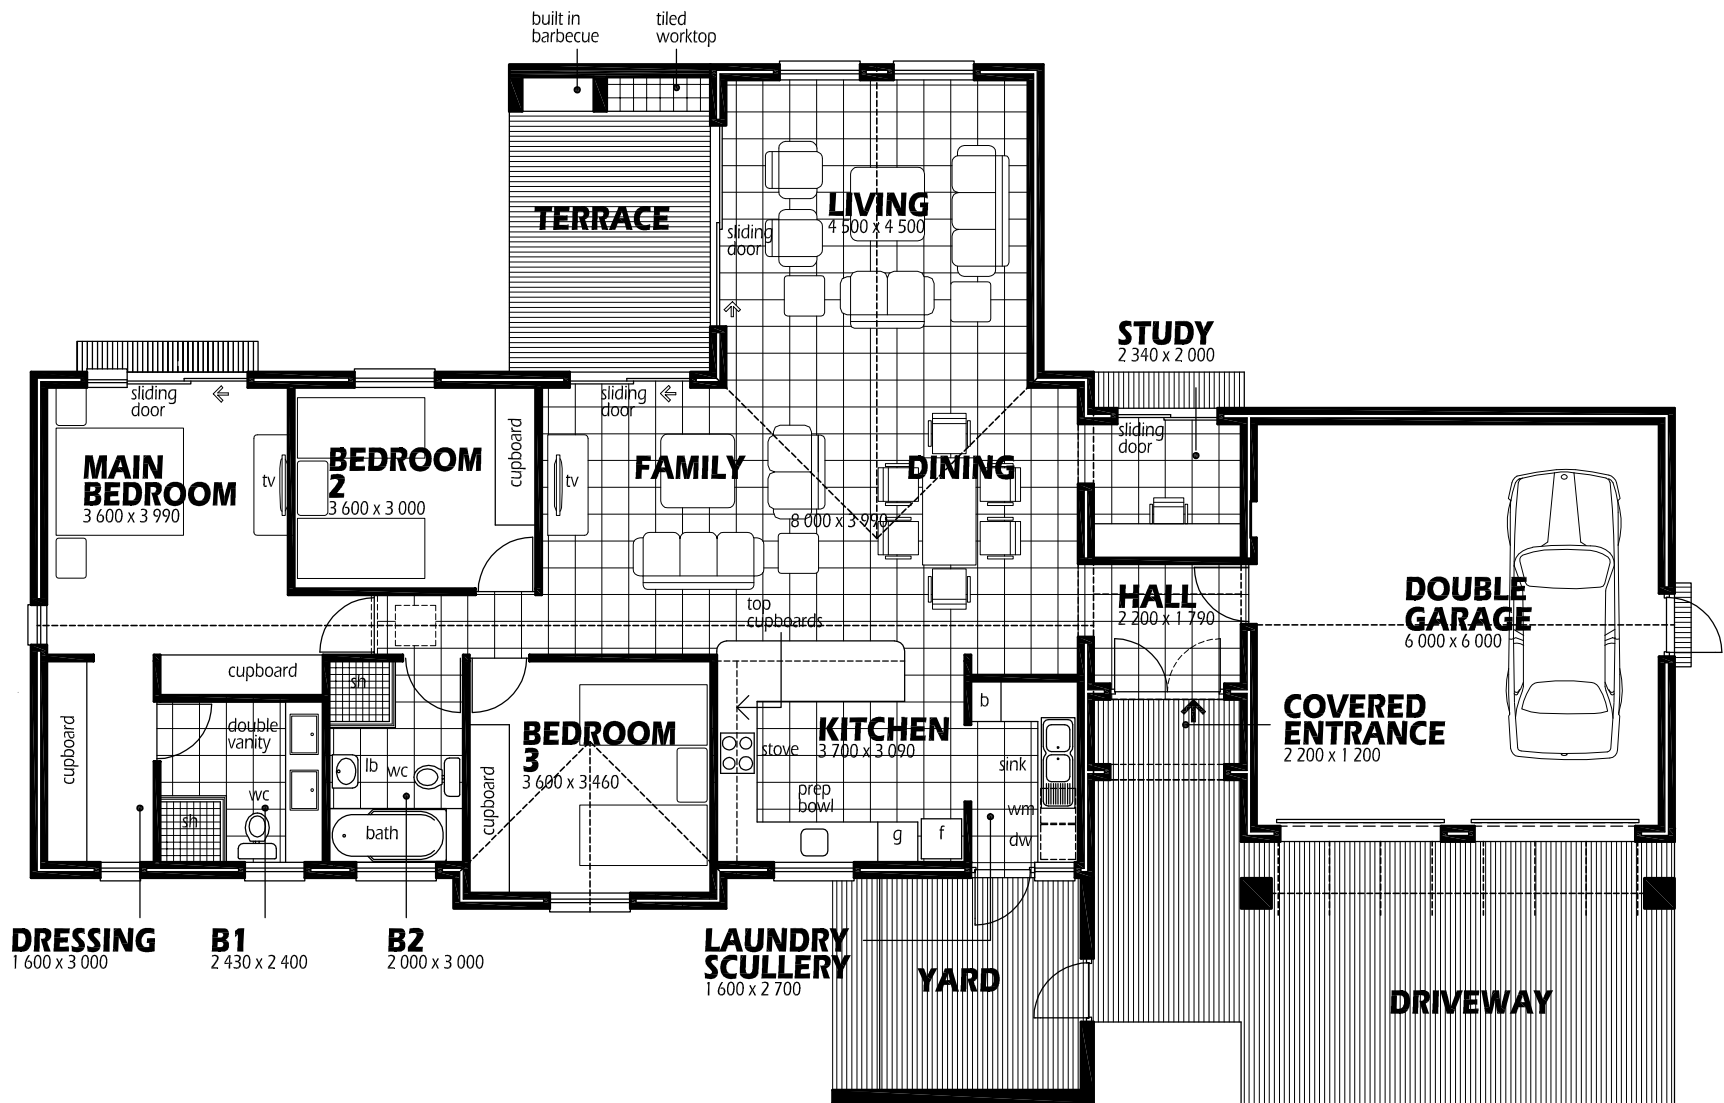 built in
barbecue
tiled
worktop
TERRACE
LIVING
4 500 x 4 500
sliding
door
STUDY
2 340 x 2 000
sliding
door
sliding
door
sliding
door
MAIN
BEDROOM
3 600 x 3 990
tv
BEDROOM
2
3 600 x 3 000
cupboard
tv
FAMILY
DINING
8 000 x 3 990
top
cupboards
HALL
2 200 x 1 790
DOUBLE
GARAGE
6 000 x 6 000
cupboard
cupboard
double
vanity
wc
sh
sh
lb
wc
bath
BEDROOM
3
3 600 x 3 460
cupboard
KITCHEN
3 700 x 3 090
stove
prep
bowl
g
f
b
sink
wm
dw
COVERED
ENTRANCE
2 200 x 1 200
DRESSING
1 600 x 3 000
B1
2 430 x 2 400
B2
2 000 x 3 000
LAUNDRY
SCULLERY
1 600 x 2 700
YARD
DRIVEWAY